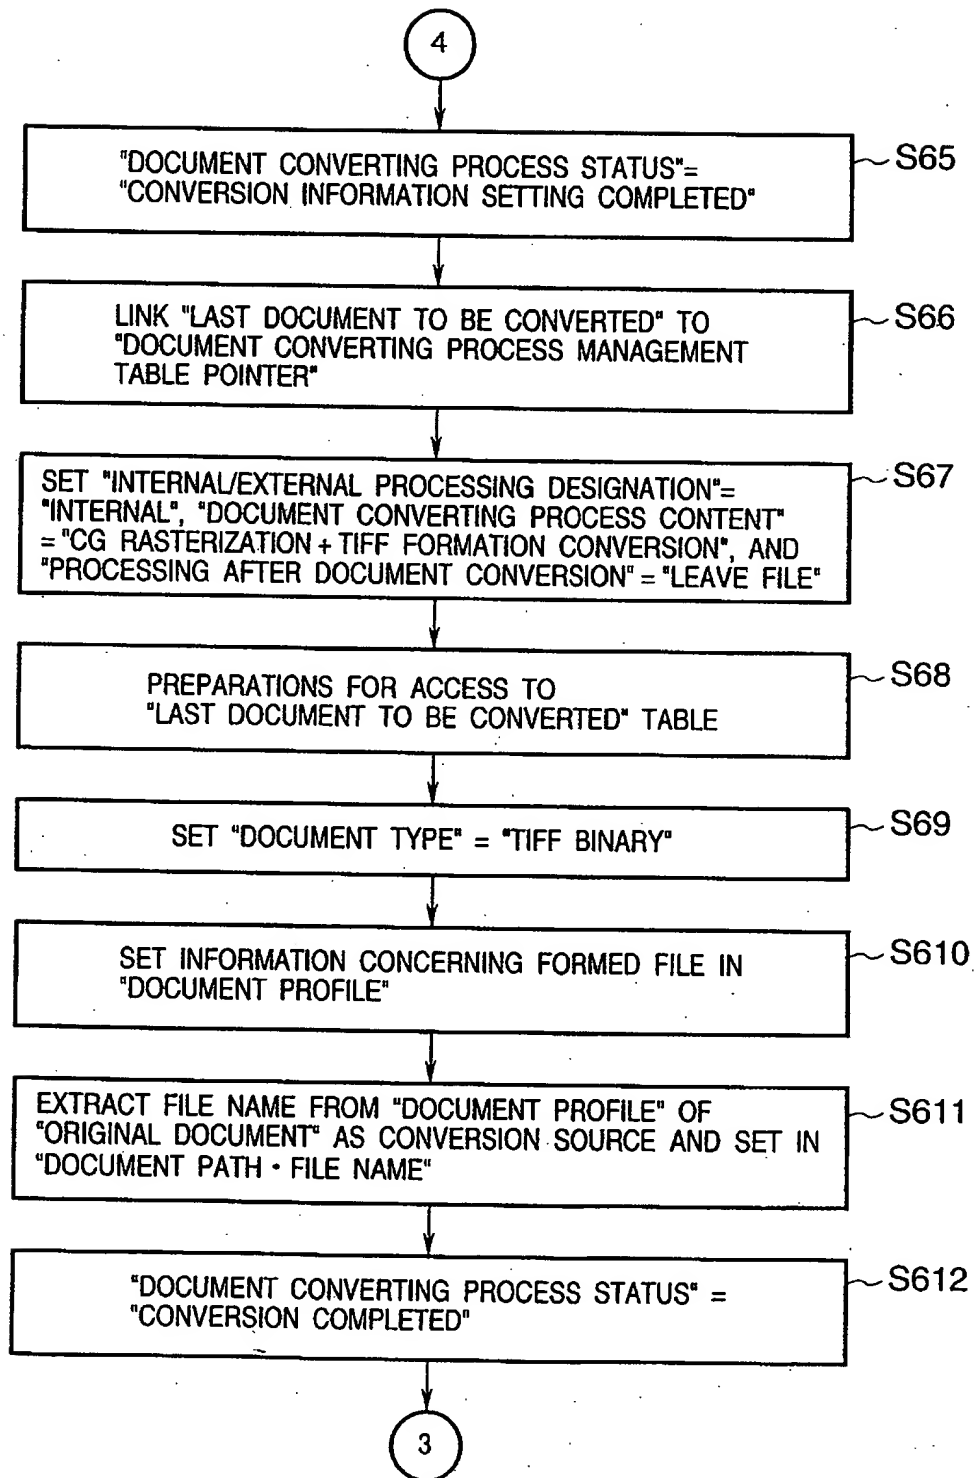 4
"DOCUMENT CONVERTING PROCESS STATUS"=
"CONVERSION INFORMATION SETTING COMPLETED"
S65
LINK "LAST DOCUMENT TO BE CONVERTED" TO
"DOCUMENT CONVERTING PROCESS MANAGEMENT
TABLE POINTER"
S66
SET "INTERNAL/EXTERNAL PROCESSING DESIGNATION"=
"INTERNAL", "DOCUMENT CONVERTING PROCESS CONTENT"
= "CG RASTERIZATION + TIFF FORMATION CONVERSION", AND
"PROCESSING AFTER DOCUMENT CONVERSION" = "LEAVE FILE"
S67
PREPARATIONS FOR ACCESS TO
"LAST DOCUMENT TO BE CONVERTED" TABLE
S68
SET "DOCUMENT TYPE" = "TIFF BINARY"
S69
SET INFORMATION CONCERNING FORMED FILE IN
"DOCUMENT PROFILE"
S610
EXTRACT FILE NAME FROM "DOCUMENT PROFILE" OF
"ORIGINAL DOCUMENT" AS CONVERSION SOURCE AND SET IN
"DOCUMENT PATH • FILE NAME"
S611
"DOCUMENT CONVERTING PROCESS STATUS" =
"CONVERSION COMPLETED"
S612
3